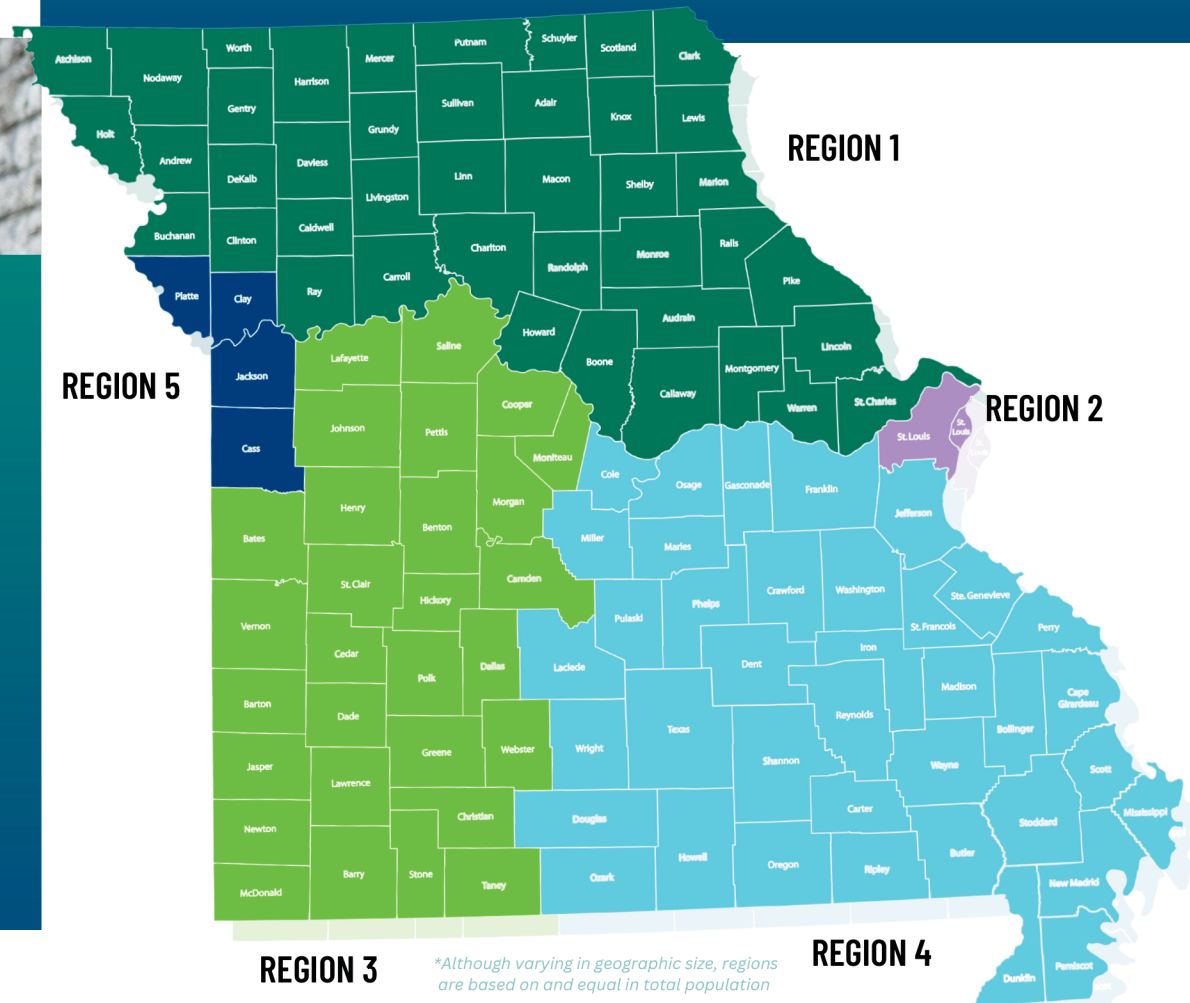 Atchison
Nodaway
Worth
Harrison
Mercer
Putnam
Schuyler
Scotland
Clark
Gentry
Sullivan
Adair
Knox
Lewis
Holt
Grundy
REGION 1
Andrew
Daviess
DeKalb
Livingston
Linn
Macon
Shelby
Marion
Buchanan
Clinton
Caldwell
Chariton
Randolph
Monroe
Ralls
Platte
Clay
Ray
Carroll
Pike
Audrain
Howard
Lafayette
Saline
Boone
Lincoln
REGION 5
Jackson
Montgomery
Callaway
Cooper
Warren
St. Charles
REGION 2
Johnson
Pettis
St. Louis
St.
Louis
St.
Louis
Cass
Moniteau
Cole
Osage
Gasconade
Franklin
Henry
Morgan
Jefferson
Bates
Benton
Miller
Maries
St. Clair
Camden
Hickory
Crawford
Washington
Ste. Genevieve
Pulaski
Phelps
Vernon
St. Francois
Perry
Cedar
Iron
Polk
Dallas
Laclede
Dent
Madison
Cape
Girardeau
Barton
Dade
Reynolds
Texas
Bollinger
Greene
Webster
Wright
Jasper
Shannon
Wayne
Scott
Lawrence
Newton
Christian
Douglas
Carter
Stoddard
Mississippi
McDonald
Barry
Stone
Taney
Ozark
Howell
Oregon
Ripley
Butler
New Madrid
REGION 3
*Although varying in geographic size, regions
are based on and equal in total population
REGION 4
Dunklin
Pemiscot